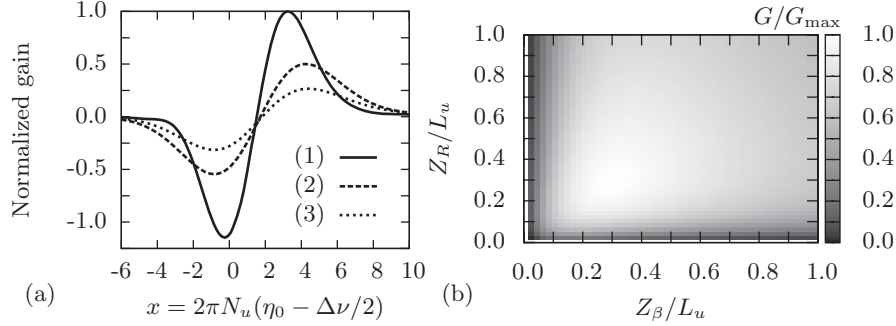 Normalized gain
1.0
0.5
0.0
-0.5
-1.0
(1)
(2)
(3)
-6 -4 -2 0 2 4 6 8 10
(a)
x = 2πN_u(η_0 − Δν/2)
G/G_max
Z_R/L_u
1.0
0.8
0.6
0.4
0.2
0.0
0.0 0.2 0.4 0.6 0.8 1.0
1.0
0.8
0.6
0.4
0.2
0.0
(b)
Z_β/L_u